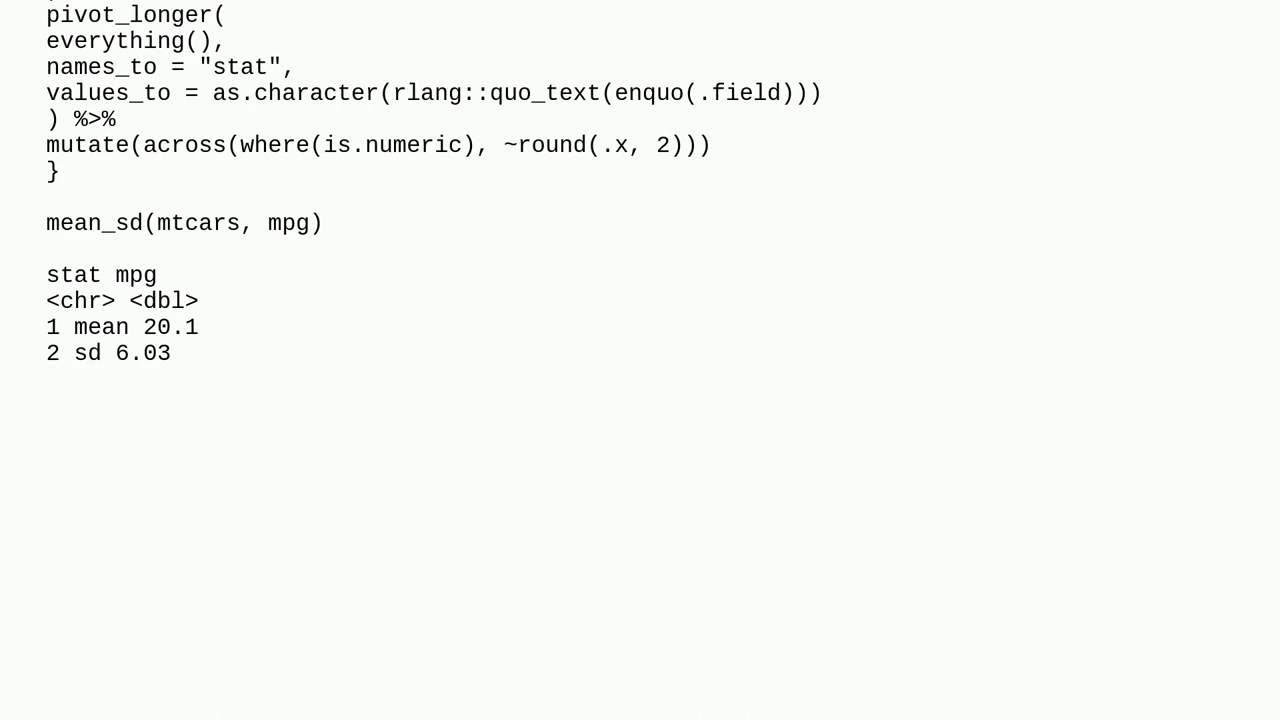 pivot_longer(
everything(),
names_to = "stat",
values_to = as.character(rlang::quo_text(enquo(.field)))
) %>%
mutate(across(where(is.numeric), ~round(.x, 2)))
}
mean_sd(mtcars, mpg)
stat mpg
<chr> <dbl>
1 mean 20.1
2 sd 6.03